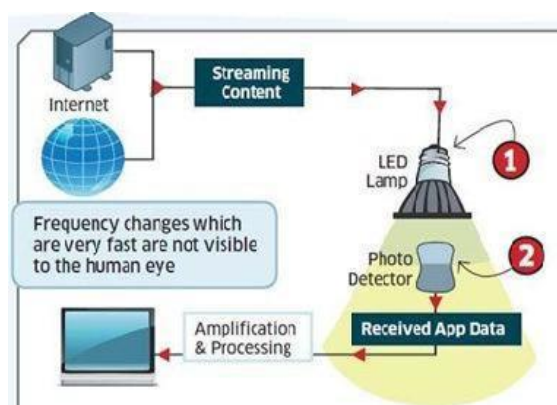 Streaming
Content
Internet
LED
Lamp
1
Frequency changes which
are very fast are not visible
to the human eye
Photo
Detector
2
Amplification
& Processing
Received App Data